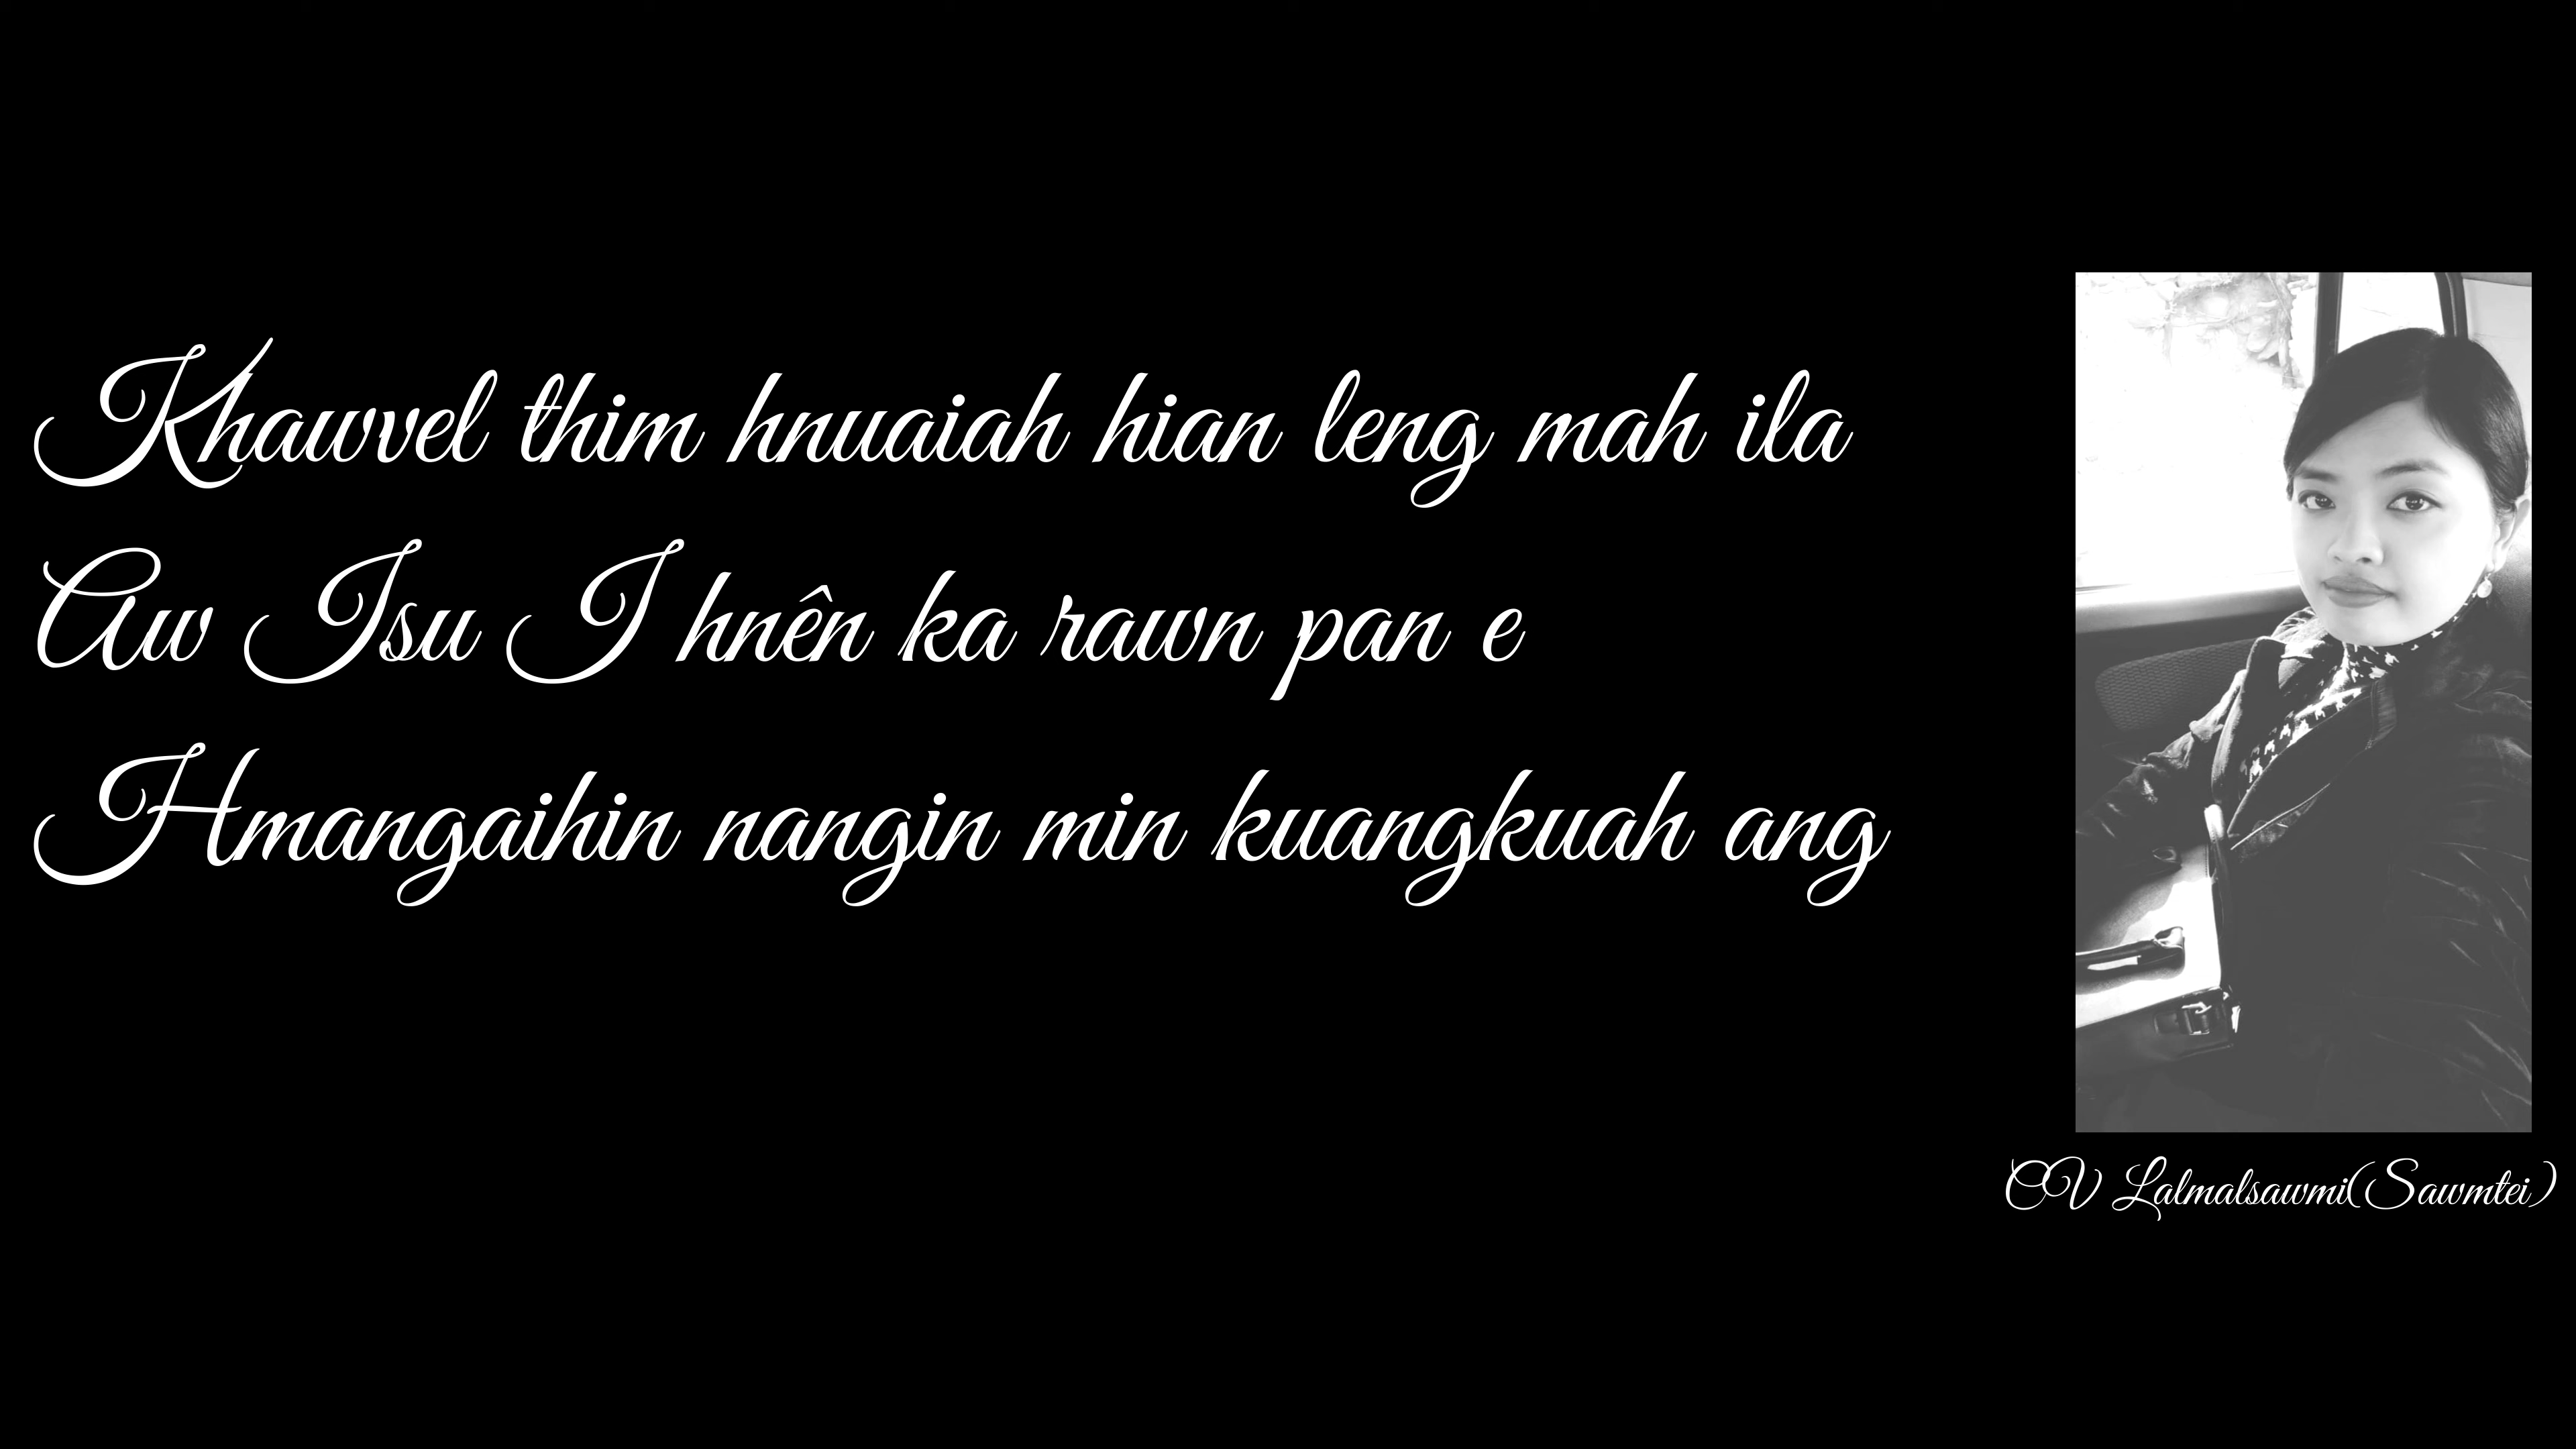 Khawvel thim hnuaiah hian leng mah ila
Aw Isu I hnên ka rawn pan e
Hmangaihin nangin min kuangkuah ang
CV Lalmalsawmi(Sawmtei)